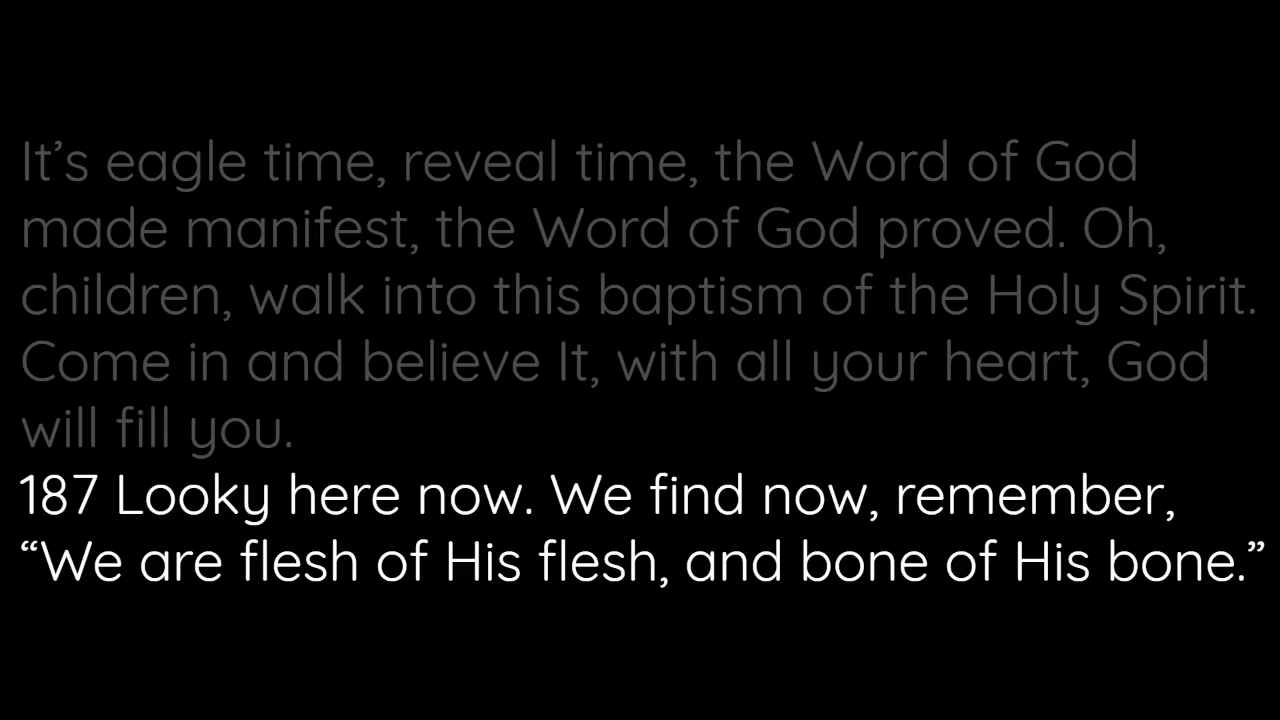 It’s eagle time, reveal time, the Word of God
made manifest, the Word of God proved. Oh,
children, walk into this baptism of the Holy Spirit.
Come in and believe It, with all your heart, God
will fill you.
187 Looky here now. We find now, remember,
“We are flesh of His flesh, and bone of His bone.”